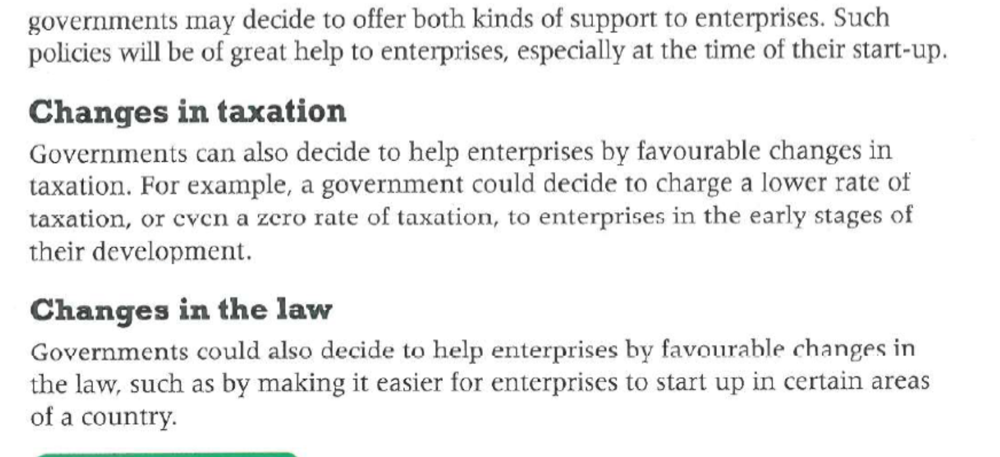 governments may decide to offer both kinds of support to enterprises. Such
policies will be of great help to enterprises, especially at the time of their start-up.
Changes in taxation
Governments can also decide to help enterprises by favourable changes in
taxation. For example, a government could decide to charge a lower rate of
taxation, or even a zero rate of taxation, to enterprises in the early stages of
their development.
Changes in the law
Governments could also decide to help enterprises by favourable changes in
the law, such as by making it easier for enterprises to start up in certain areas
of a country.